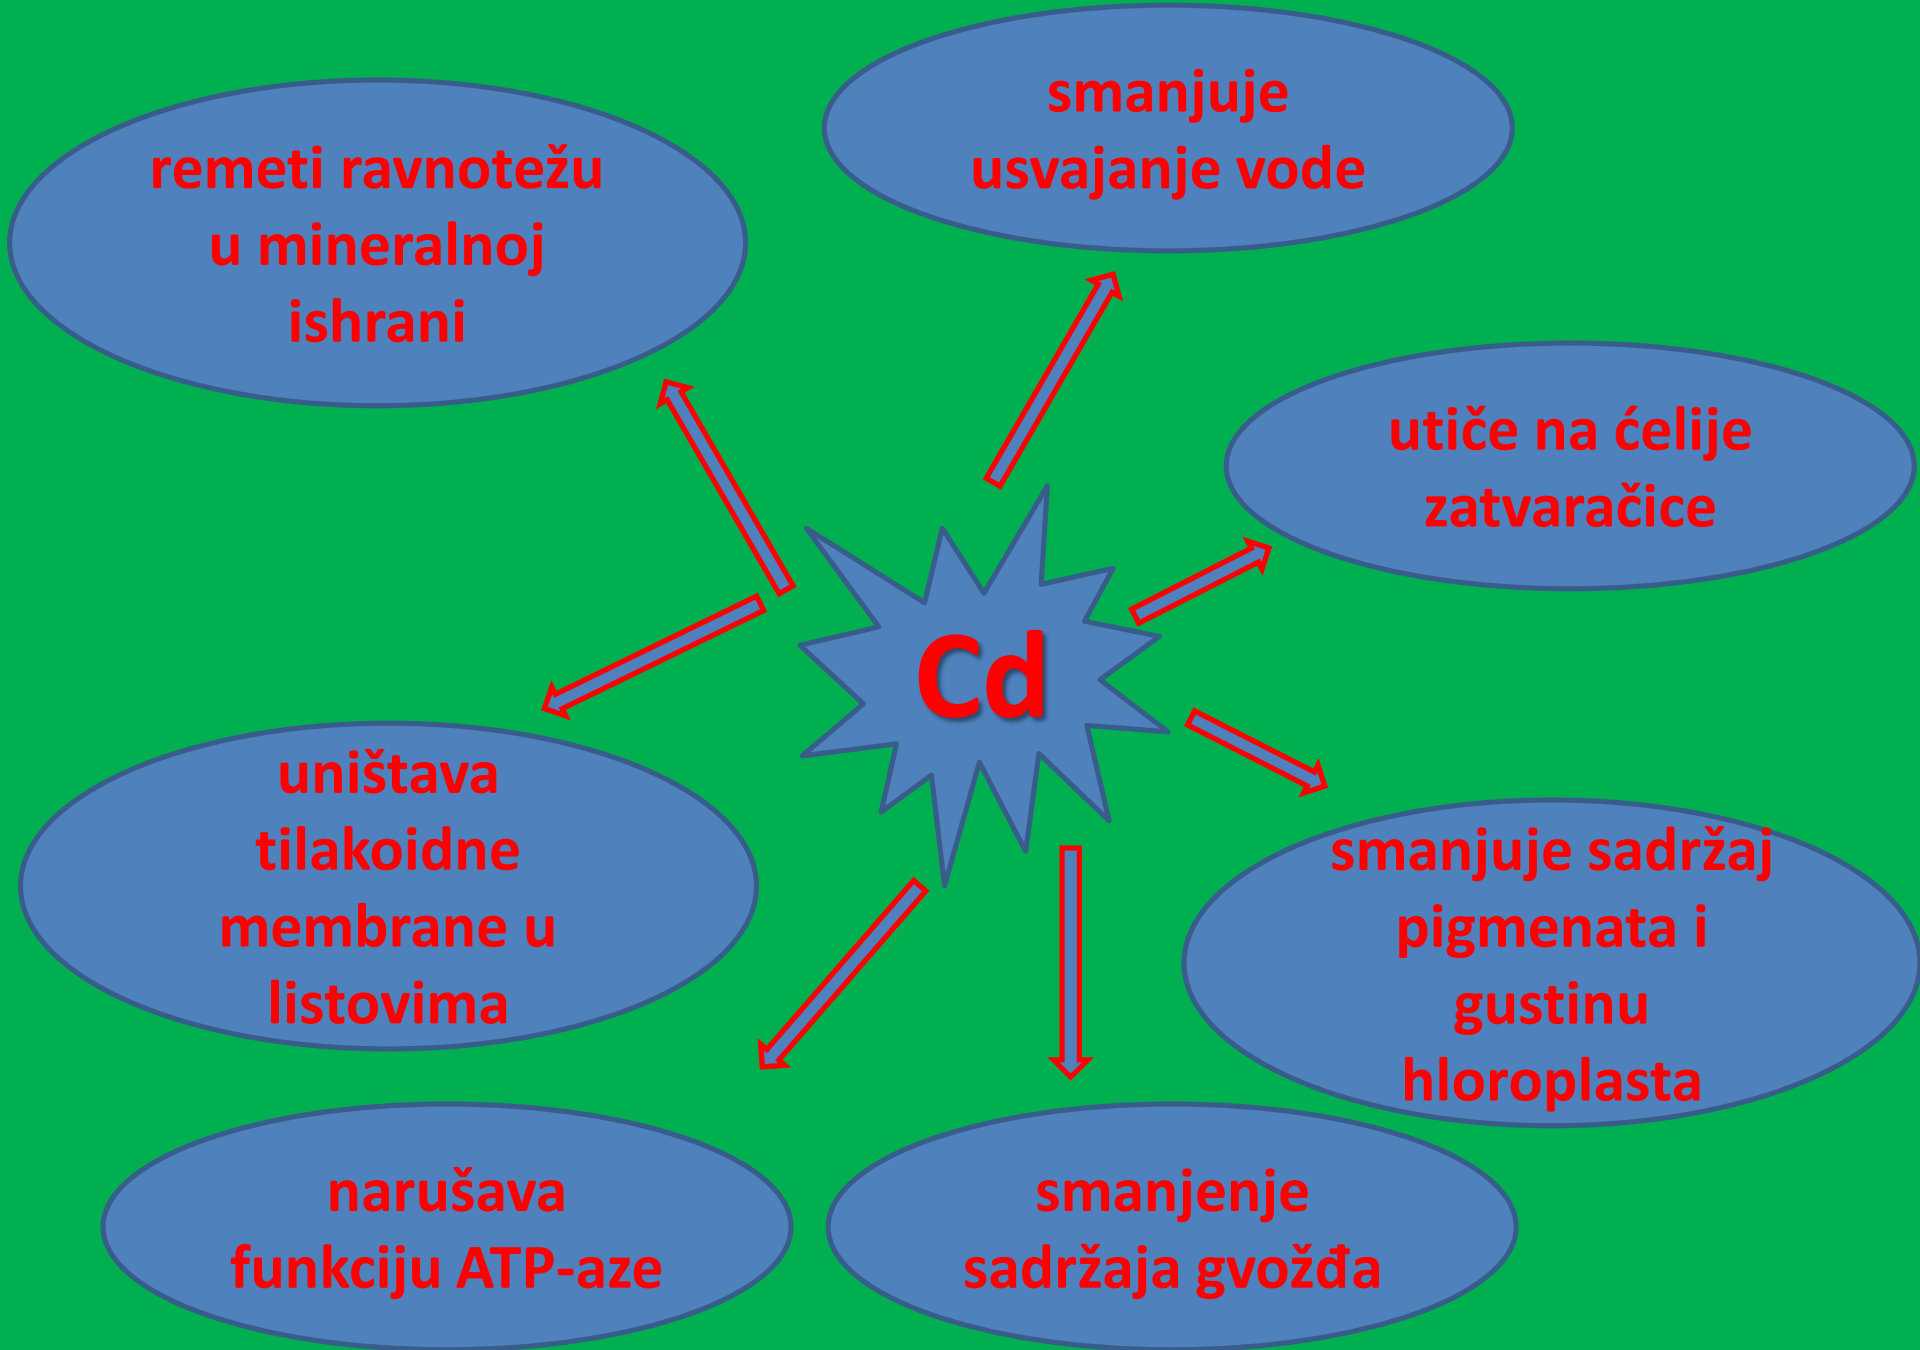 smanjuje
usvajanje vode
remeti ravnotežu
u mineralnoj
ishrani
utiče na ćelije
zatvaračice
Cd
uništava
tilakoidne
membrane u
listovima
smanjuje sadržaj
pigmenata i
gustinu
hloroplasta
narušava
funkciju ATP-aze
smanjenje
sadržaja gvožđa